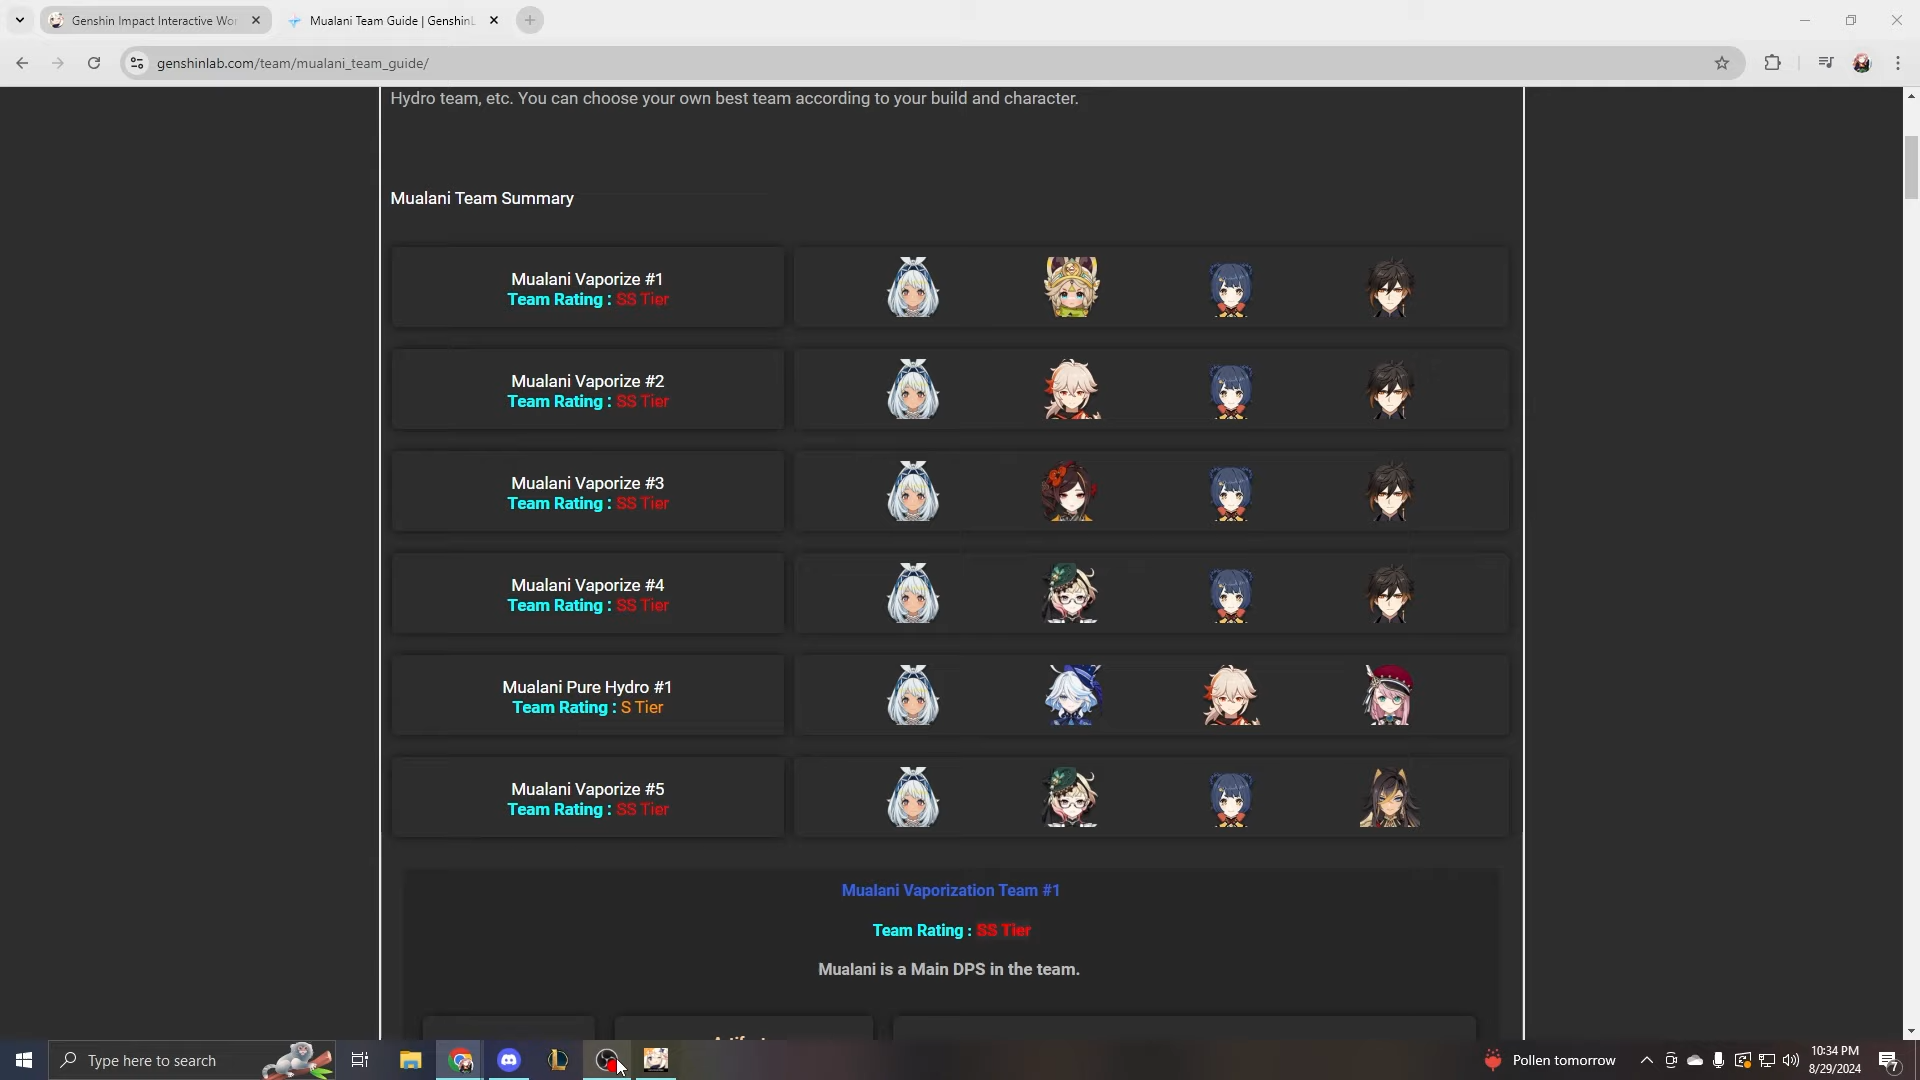 Genshin Impact Interactive Wor
Mualani Team Guide | GenshinL
genshinlab.com/team/mualani_team_guide/
Hydro team, etc. You can choose your own best team according to your build and character.
Mualani Team Summary
Mualani Vaporize #1
Team Rating : SS Tier
Mualani Vaporize #2
Team Rating : SS Tier
Mualani Vaporize #3
Team Rating : SS Tier
Mualani Vaporize #4
Team Rating : SS Tier
Mualani Pure Hydro #1
Team Rating : S Tier
Mualani Vaporize #5
Team Rating : SS Tier
Mualani Vaporization Team #1
Team Rating : SS Tier
Mualani is a Main DPS in the team.
Type here to search
Pollen tomorrow
10:34 PM
8/29/2024
7